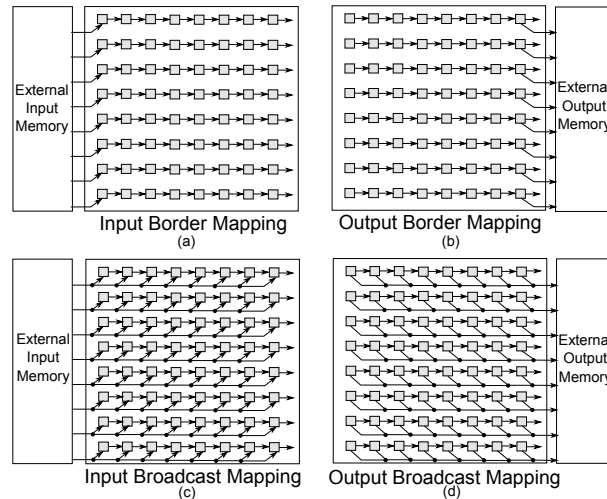 External
Input
Memory
Input Border Mapping
(a)
External
Output
Memory
Output Border Mapping
(b)
External
Input
Memory
Input Broadcast Mapping
(c)
External
Output
Memory
Output Broadcast Mapping
(d)